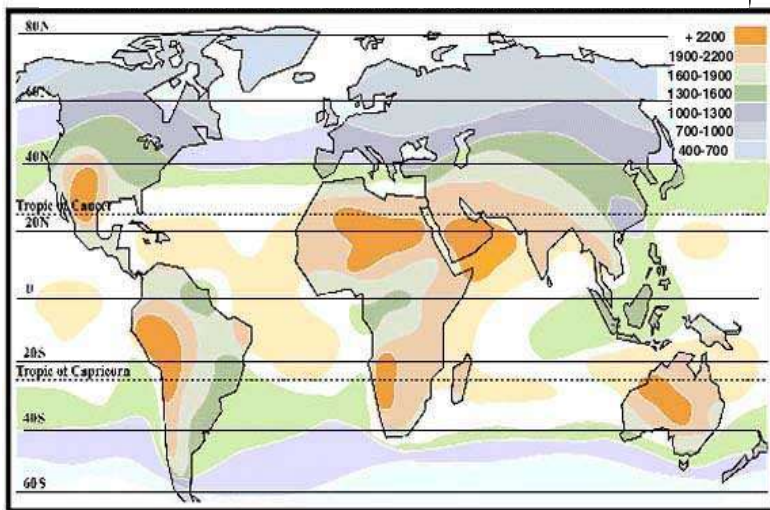 80N
+ 2200
1900-2200
1600-1900
1300-1600
1000-1300
700-1000
400-700
60N
40N
Tropic of Cancer
20N
0
20S
Tropic of Capricorn
40S
60S